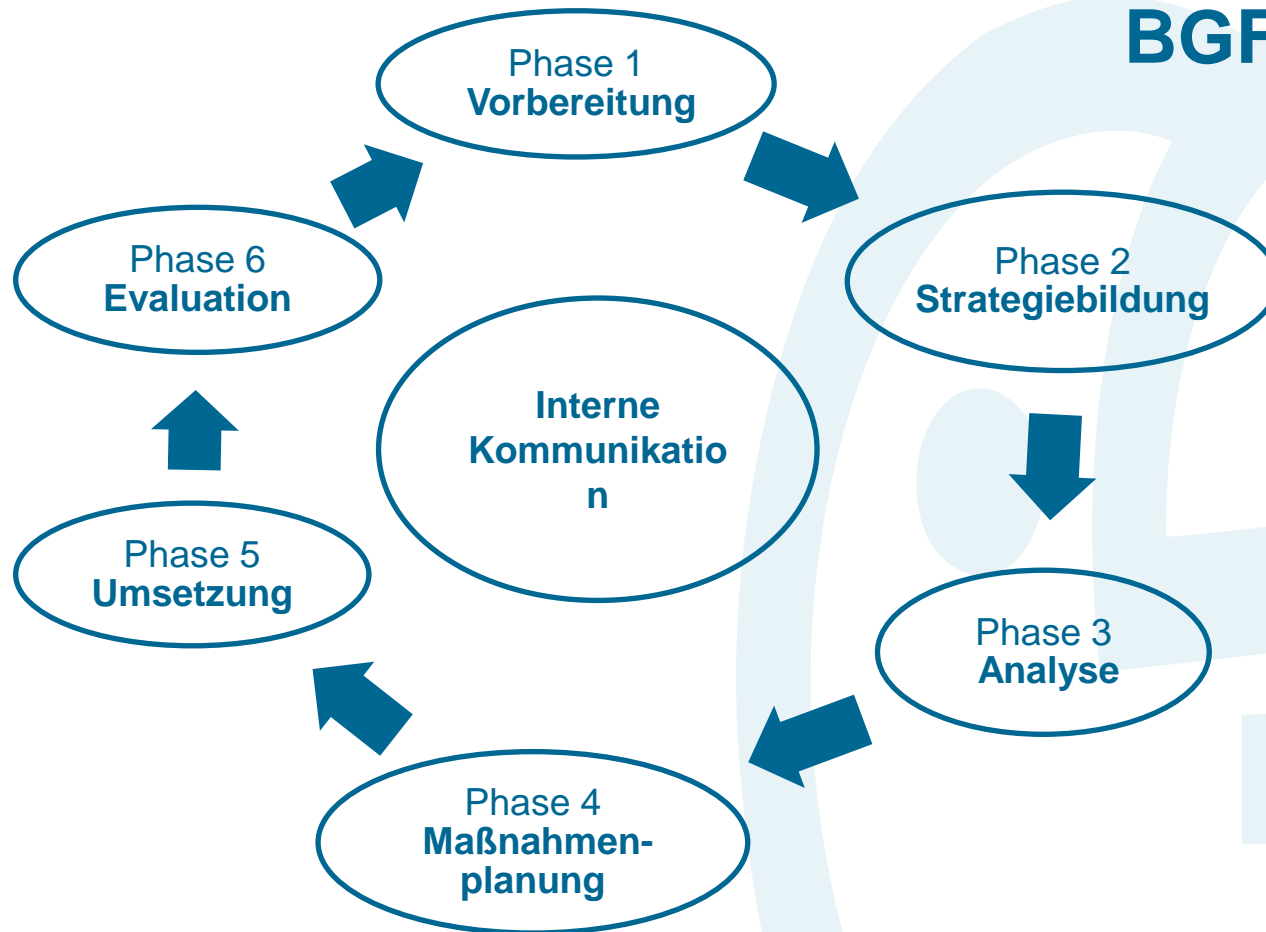 BGF
Phase 1
Vorbereitung
Phase 2
Strategiebildung
Phase 3
Analyse
Phase 4
Maßnahmen-
planung
Phase 5
Umsetzung
Phase 6
Evaluation
Interne
Kommunikatio
n